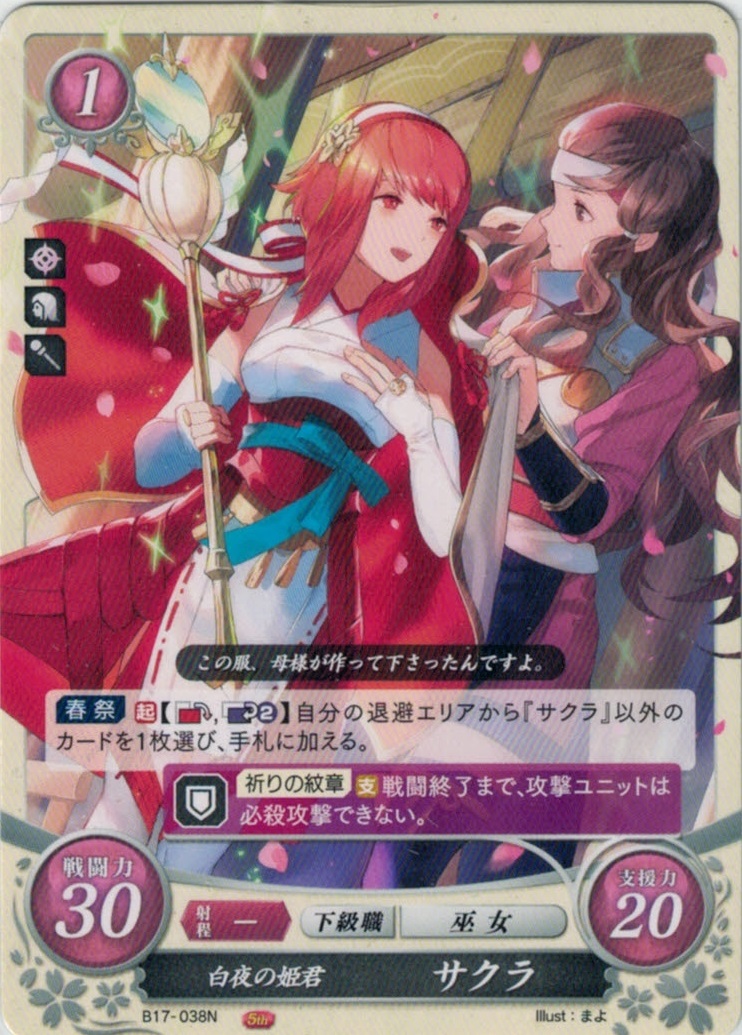 1
この服、母様が作って下さったんですよ。
春祭 起【 , 2】自分の退避エリアから『サクラ』以外の
カードを1枚選び、手札に加える。
祈りの紋章 支 戦闘終了まで、攻撃ユニットは
必殺攻撃できない。
戦闘力
30
射程 一
下級職
巫女
支援力
20
白夜の姫君 サクラ
B17-038N 5th Illust:まよ